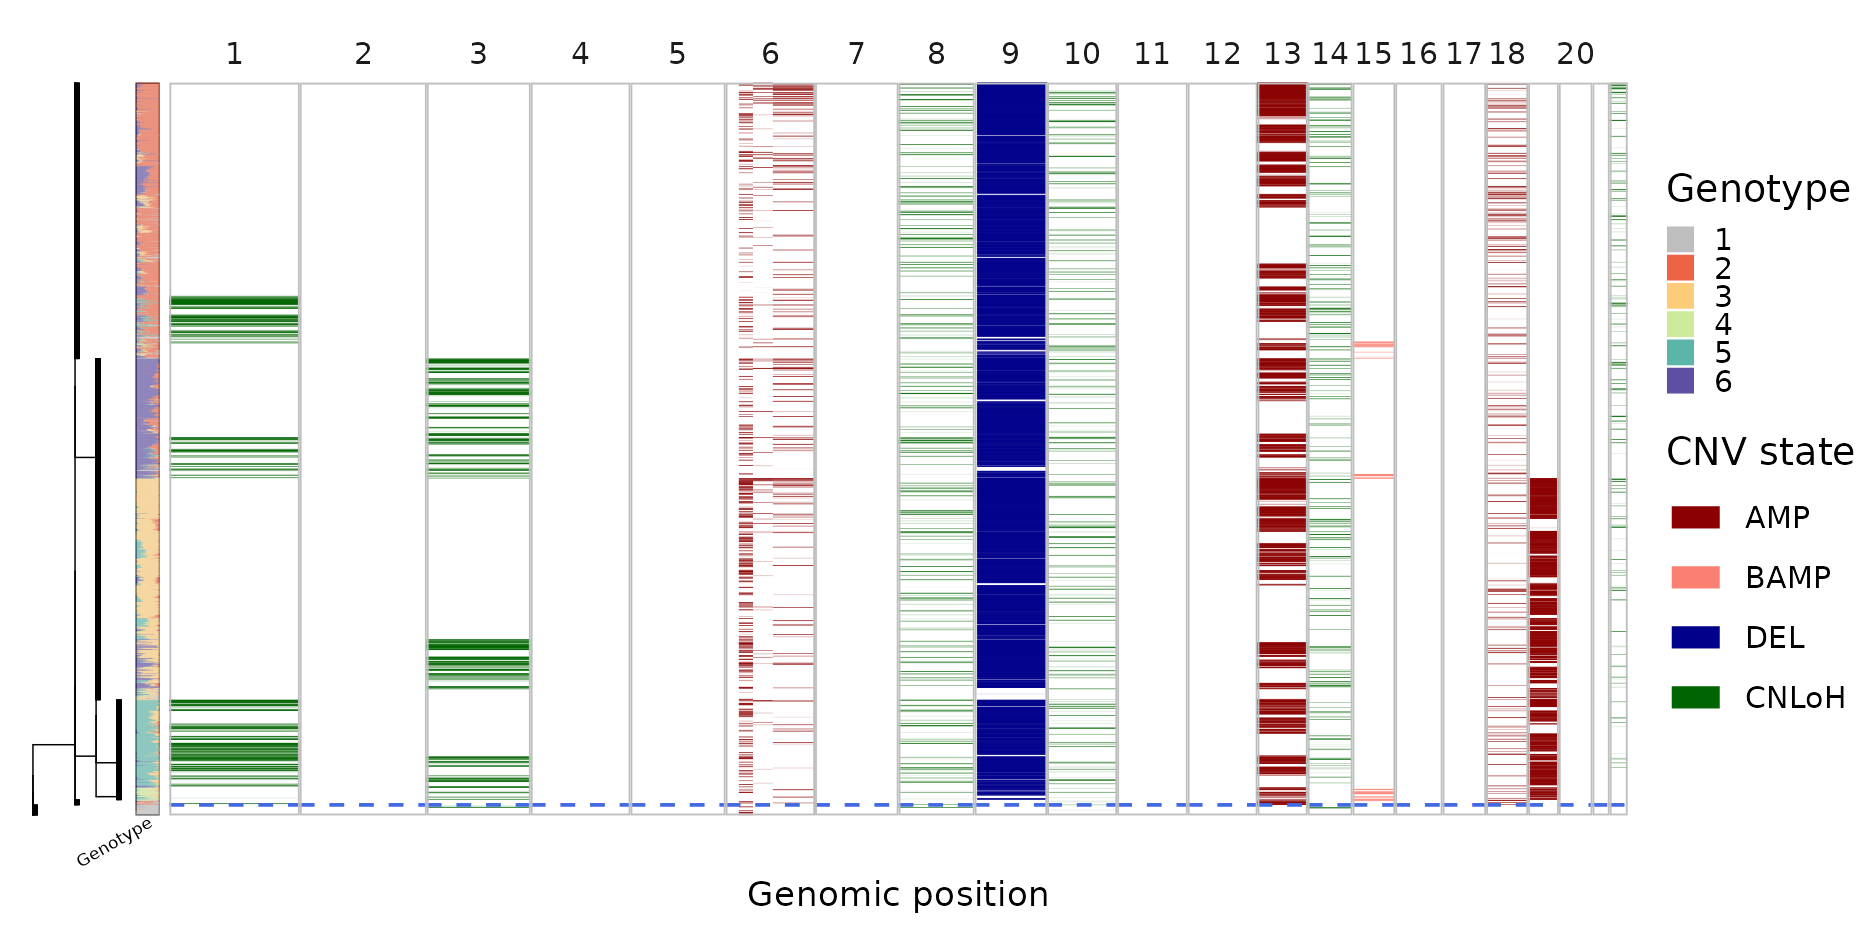 1 2 3 4 5 6 7 8 9 10 11 12 13 14 15 16 17 18 20
Genotype
1
2
3
4
5
6
CNV state
AMP
BAMP
DEL
CNLoH
Genotype
Genomic position